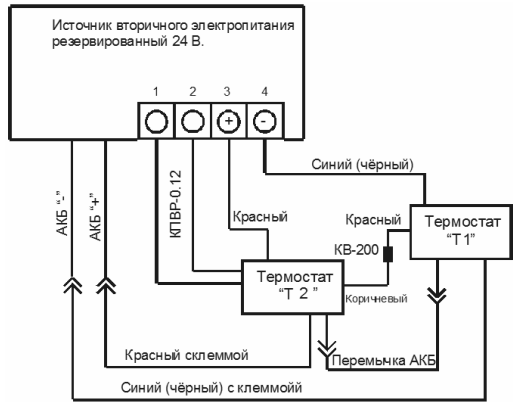 Источник вторичного электропитания
резервированный 24 В.
1 2 3 4
+ -
Синий (чёрный)
АКБ "-"
АКБ "+"
КПВР-0.12
Красный
Красный
Термостат
"Т1"
КВ-200
Термостат
"Т 2 "
Коричневый
Красный склеммой
Перемычка АКБ
Синий (чёрный) с клеммойй